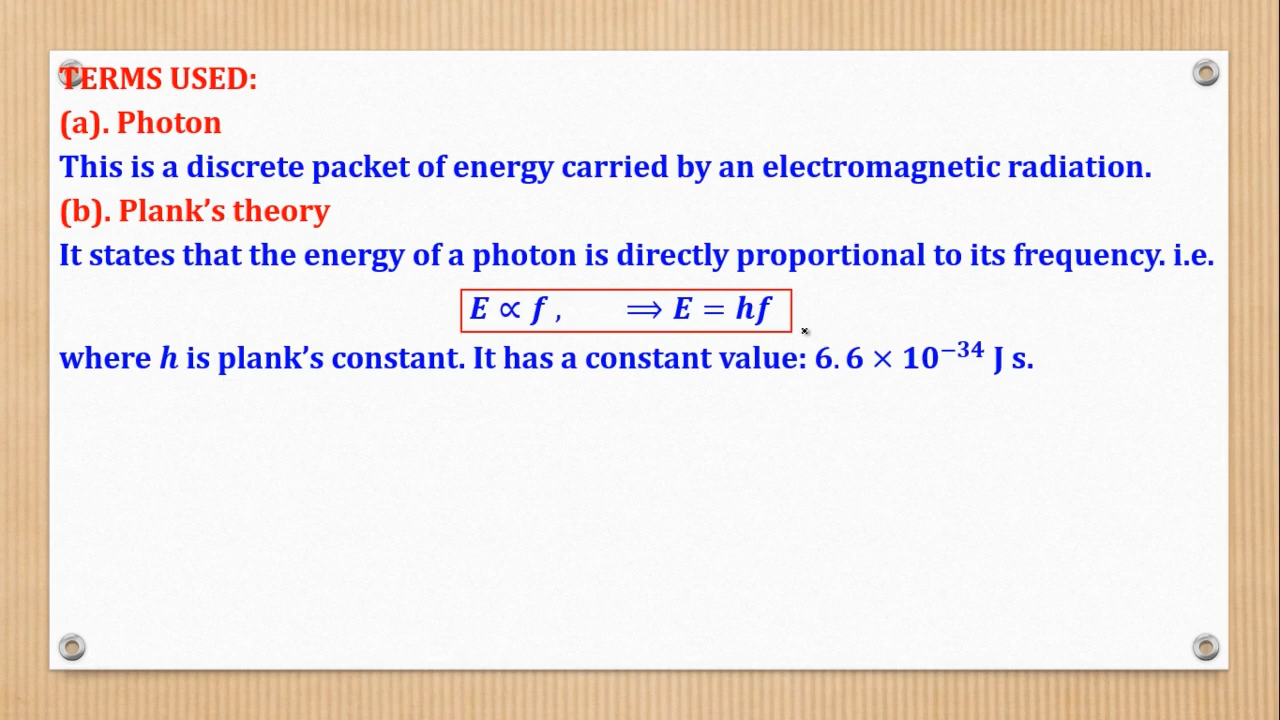 TERMS USED:
(a). Photon
This is a discrete packet of energy carried by an electromagnetic radiation.
(b). Plank’s theory
It states that the energy of a photon is directly proportional to its frequency. i.e.
E ∝ f , ⟹ E = hf
where h is plank’s constant. It has a constant value: 6. 6 × 10⁻³⁴ J s.